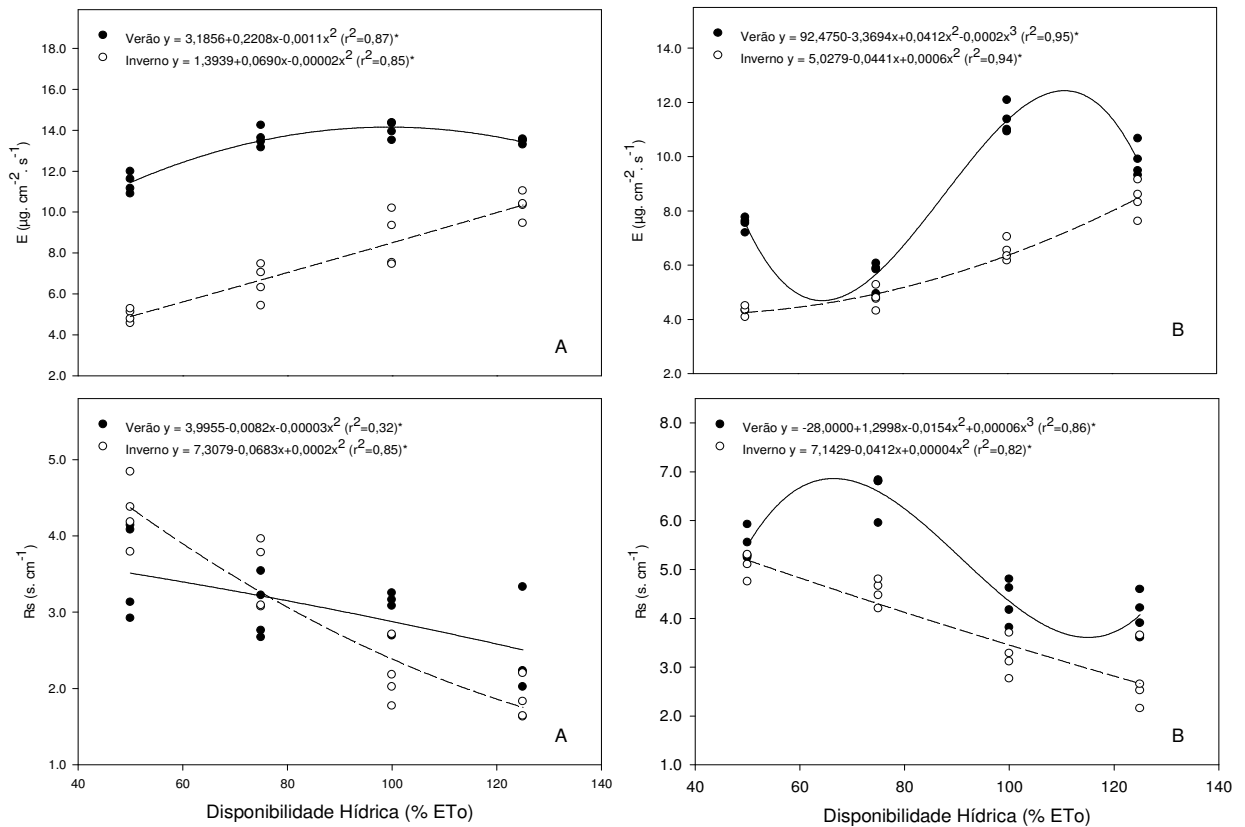 Verão y = 3,1856+0,2208x-0,0011x² (r²=0,87)*
Inverno y = 1,3939+0,0690x-0,00002x² (r²=0,85)*
18.0
16.0
14.0
12.0
10.0
8.0
6.0
4.0
2.0
E (µg. cm⁻². s⁻¹)
A
Verão y = 92,4750-3,3694x+0,0412x²-0,0002x³ (r²=0,95)*
Inverno y = 5,0279-0,0441x+0,0006x² (r²=0,94)*
14.0
12.0
10.0
8.0
6.0
4.0
2.0
E (µg. cm⁻². s⁻¹)
B
Verão y = 3,9955-0,0082x-0,00003x² (r²=0,32)*
Inverno y = 7,3079-0,0683x+0,0002x² (r²=0,85)*
5.0
4.0
3.0
2.0
1.0
Rs (s. cm⁻¹)
A
40 60 80 100 120 140
Disponibilidade Hídrica (% ETo)
Verão y = -28,0000+1,2998x-0,0154x²+0,00006x³ (r²=0,86)*
Inverno y = 7,1429-0,0412x+0,00004x² (r²=0,82)*
8.0
7.0
6.0
5.0
4.0
3.0
2.0
1.0
Rs (s. cm⁻¹)
B
40 60 80 100 120 140
Disponibilidade Hídrica (% ETo)